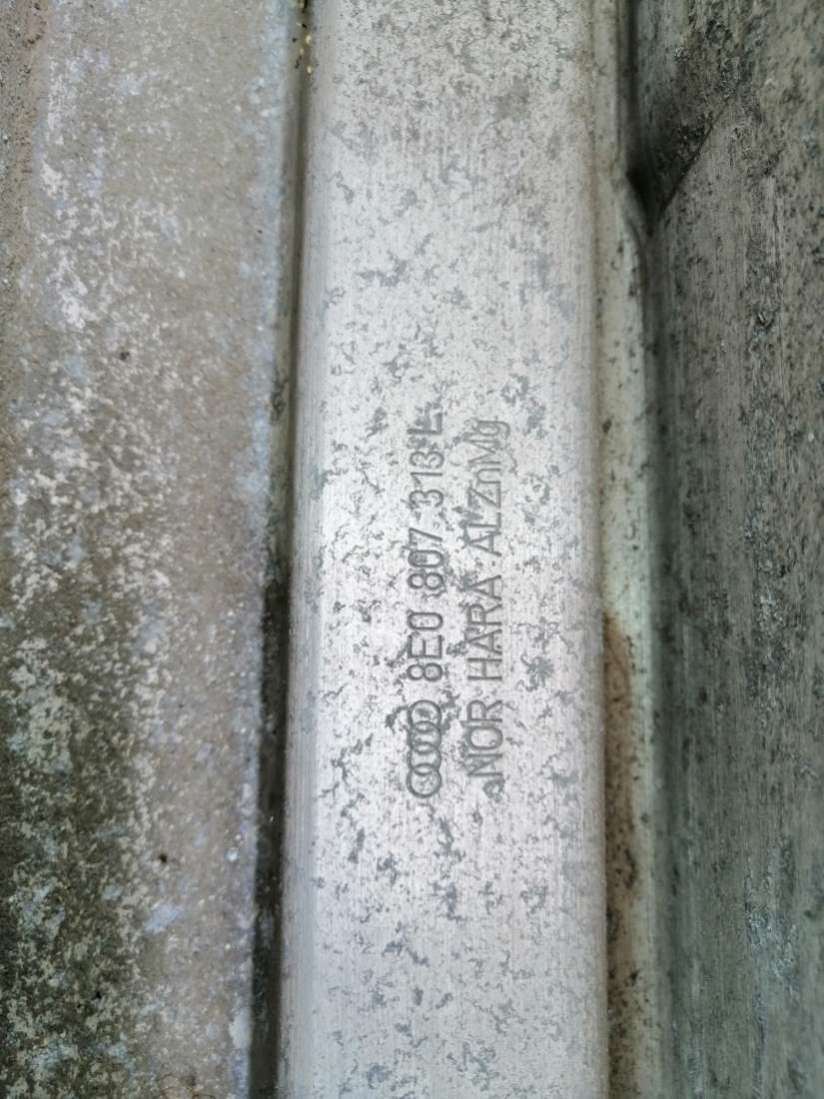 8E0 807 313 L
NOR HARA ALZnMg